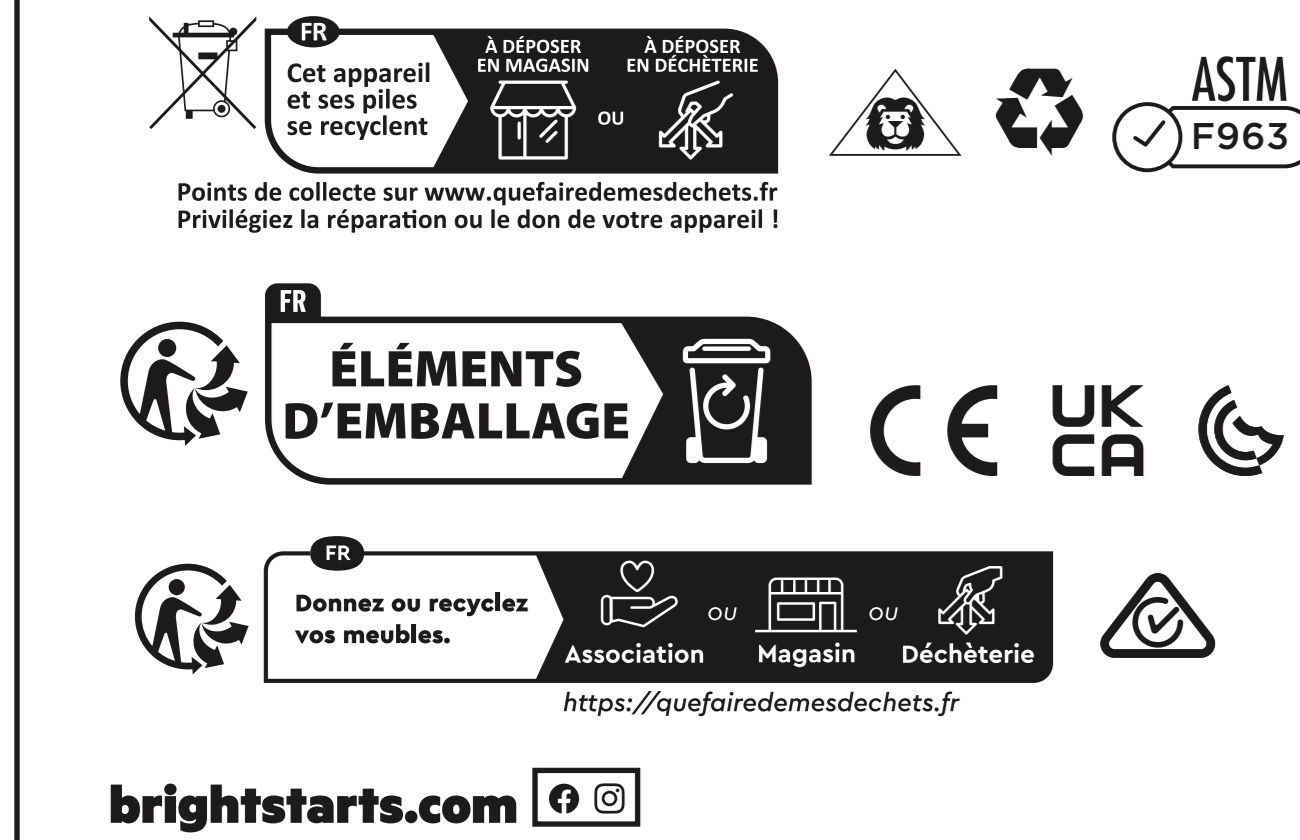 FR
Cet appareil
et ses piles
se recyclent
À DÉPOSER
EN MAGASIN
OU
À DÉPOSER
EN DÉCHÈTERIE
Points de collecte sur www.quefairedemesdechets.fr
Privilégiez la réparation ou le don de votre appareil !
ASTM
F963
FR
ÉLÉMENTS
D’EMBALLAGE
CE
UK
CA
FR
Donnez ou recyclez
vos meubles.
Association
OU
Magasin
OU
Déchèterie
https://quefairedemesdechets.fr
brightstarts.com